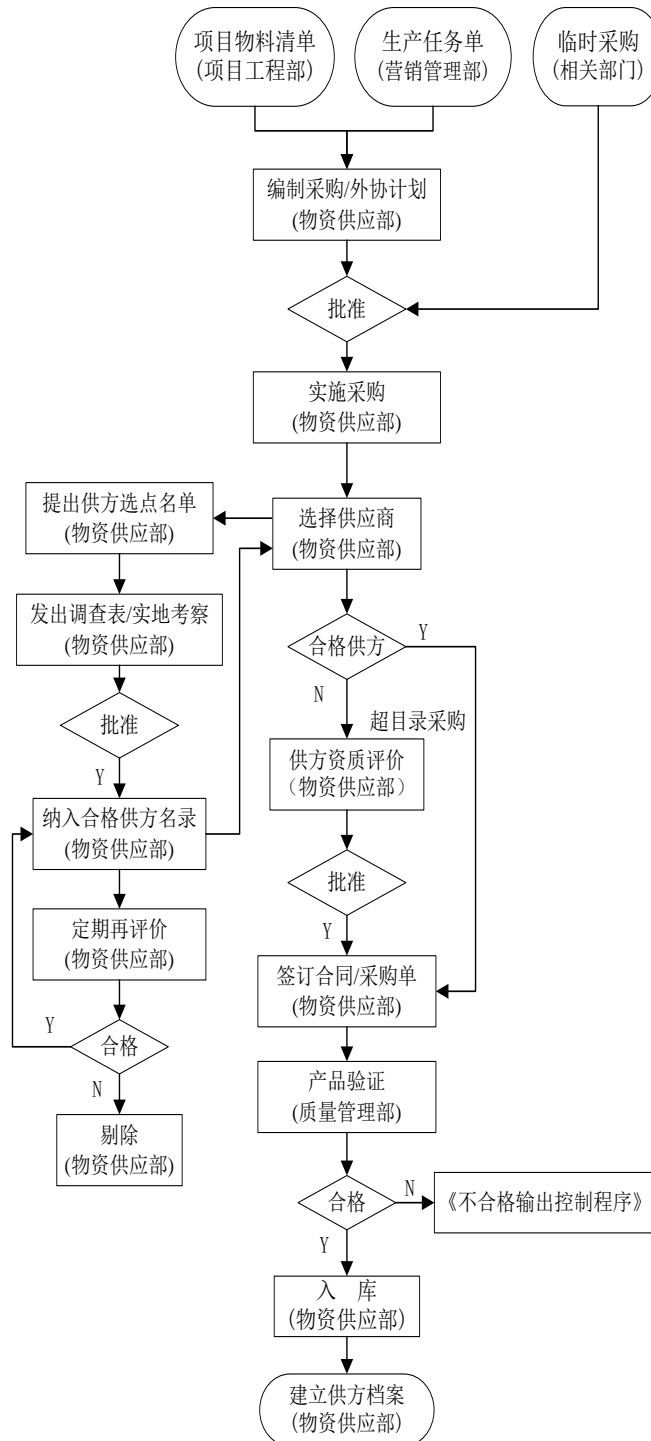 项目物料清单
(项目工程部)
生产任务单
(营销管理部)
临时采购
(相关部门)
编制采购/外协计划
(物资供应部)
批准
实施采购
(物资供应部)
提出供方选点名单
(物资供应部)
选择供应商
(物资供应部)
发出调查表/实地考察
(物资供应部)
合格供方
Y
N
超目录采购
批准
Y
供方资质评价
（物资供应部）
纳入合格供方名录
(物资供应部)
批准
Y
定期再评价
(物资供应部)
签订合同/采购单
(物资供应部)
Y
合格
N
产品验证
(质量管理部)
剔除
(物资供应部)
合格
N
《不合格输出控制程序》
Y
入 库
(物资供应部)
建立供方档案
(物资供应部)